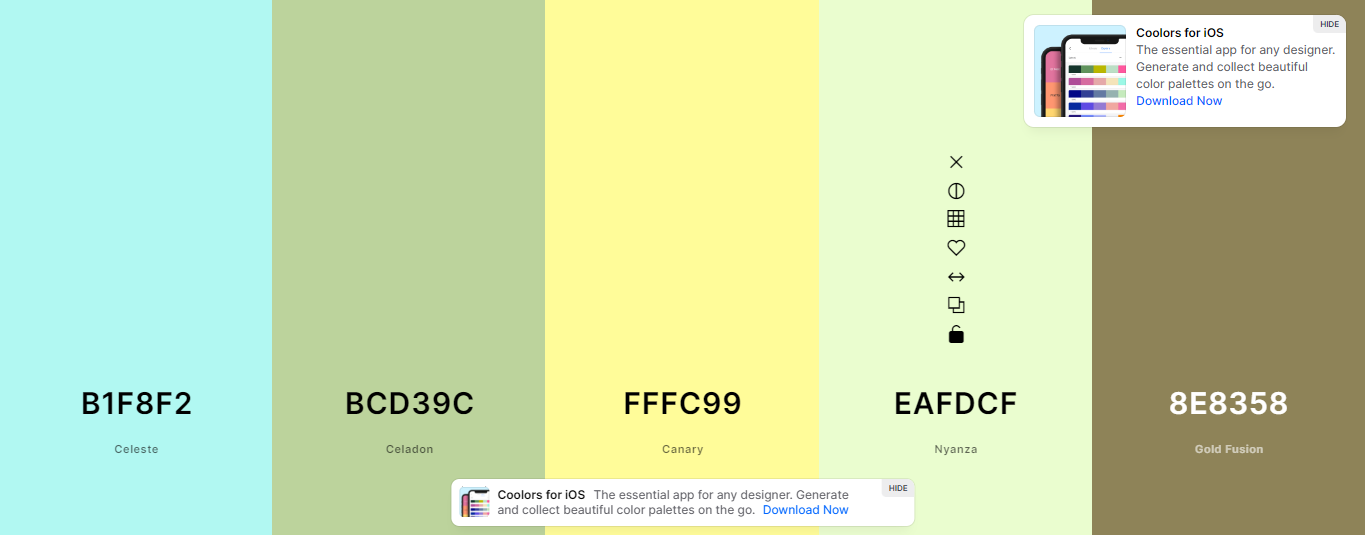 HIDE
Coolors for iOS
The essential app for any designer.
Generate and collect beautiful
color palettes on the go.
Download Now
B1F8F2
BCD39C
FFFC99
EAFDCF
8E8358
Celeste
Celadon
Canary
Nyanza
Gold Fusion
HIDE
Coolors for iOS The essential app for any designer. Generate
and collect beautiful color palettes on the go. Download Now